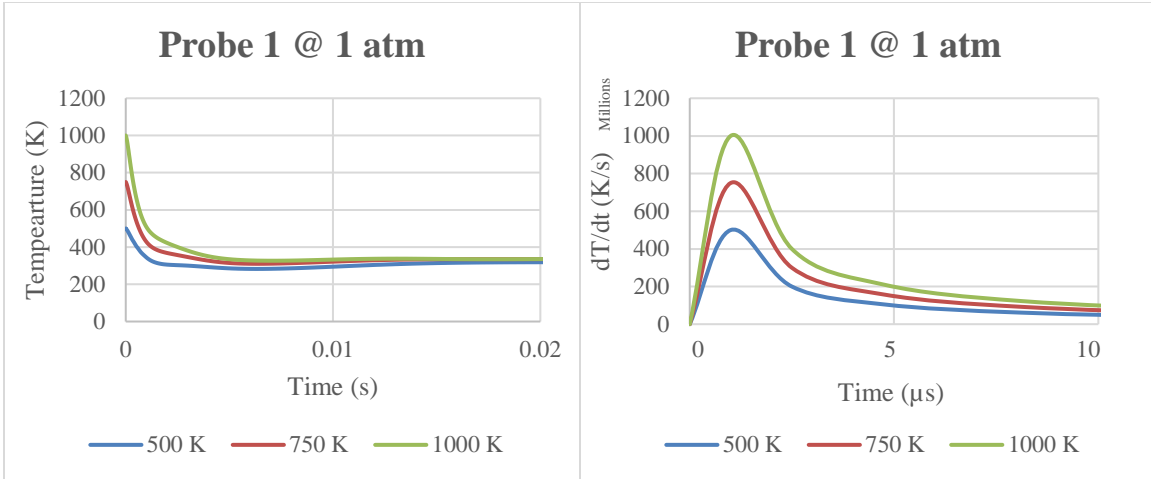 Probe 1 @ 1 atm
Tempearture (K)
1200
1000
800
600
400
200
0
0 0.01 0.02
Time (s)
500 K 750 K 1000 K
Probe 1 @ 1 atm
dT/dt (K/s)
Millions
1200
1000
800
600
400
200
0
0 5 10
Time (µs)
500 K 750 K 1000 K